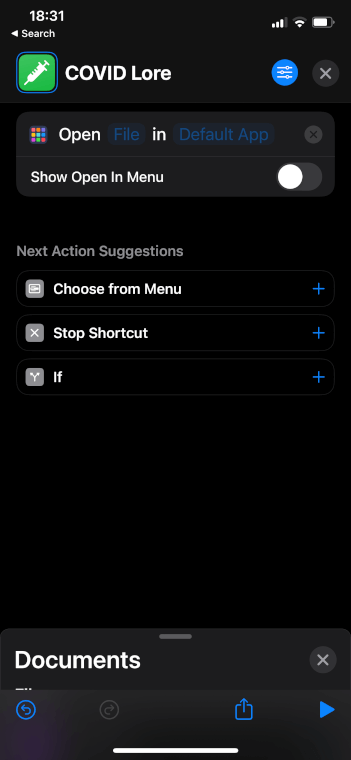 18:31
◀ Search
COVID Lore
Open File in Default App
Show Open In Menu
Next Action Suggestions
Choose from Menu
Stop Shortcut
If
Documents